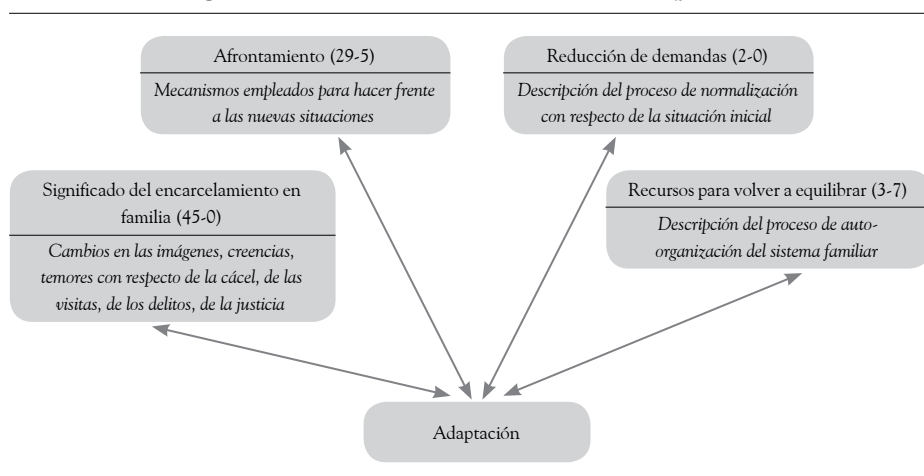 Afrontamiento (29-5)
Mecanismos empleados para hacer frente
a las nuevas situaciones
Reducción de demandas (2-0)
Descripción del proceso de normalización
con respecto de la situación inicial
Significado del encarcelamiento en
familia (45-0)
Cambios en las imágenes, creencias,
temores con respecto de la cácel, de las
visitas, de los delitos, de la justicia
Recursos para volver a equilibrar (3-7)
Descripción del proceso de auto-
organización del sistema familiar
Adaptación